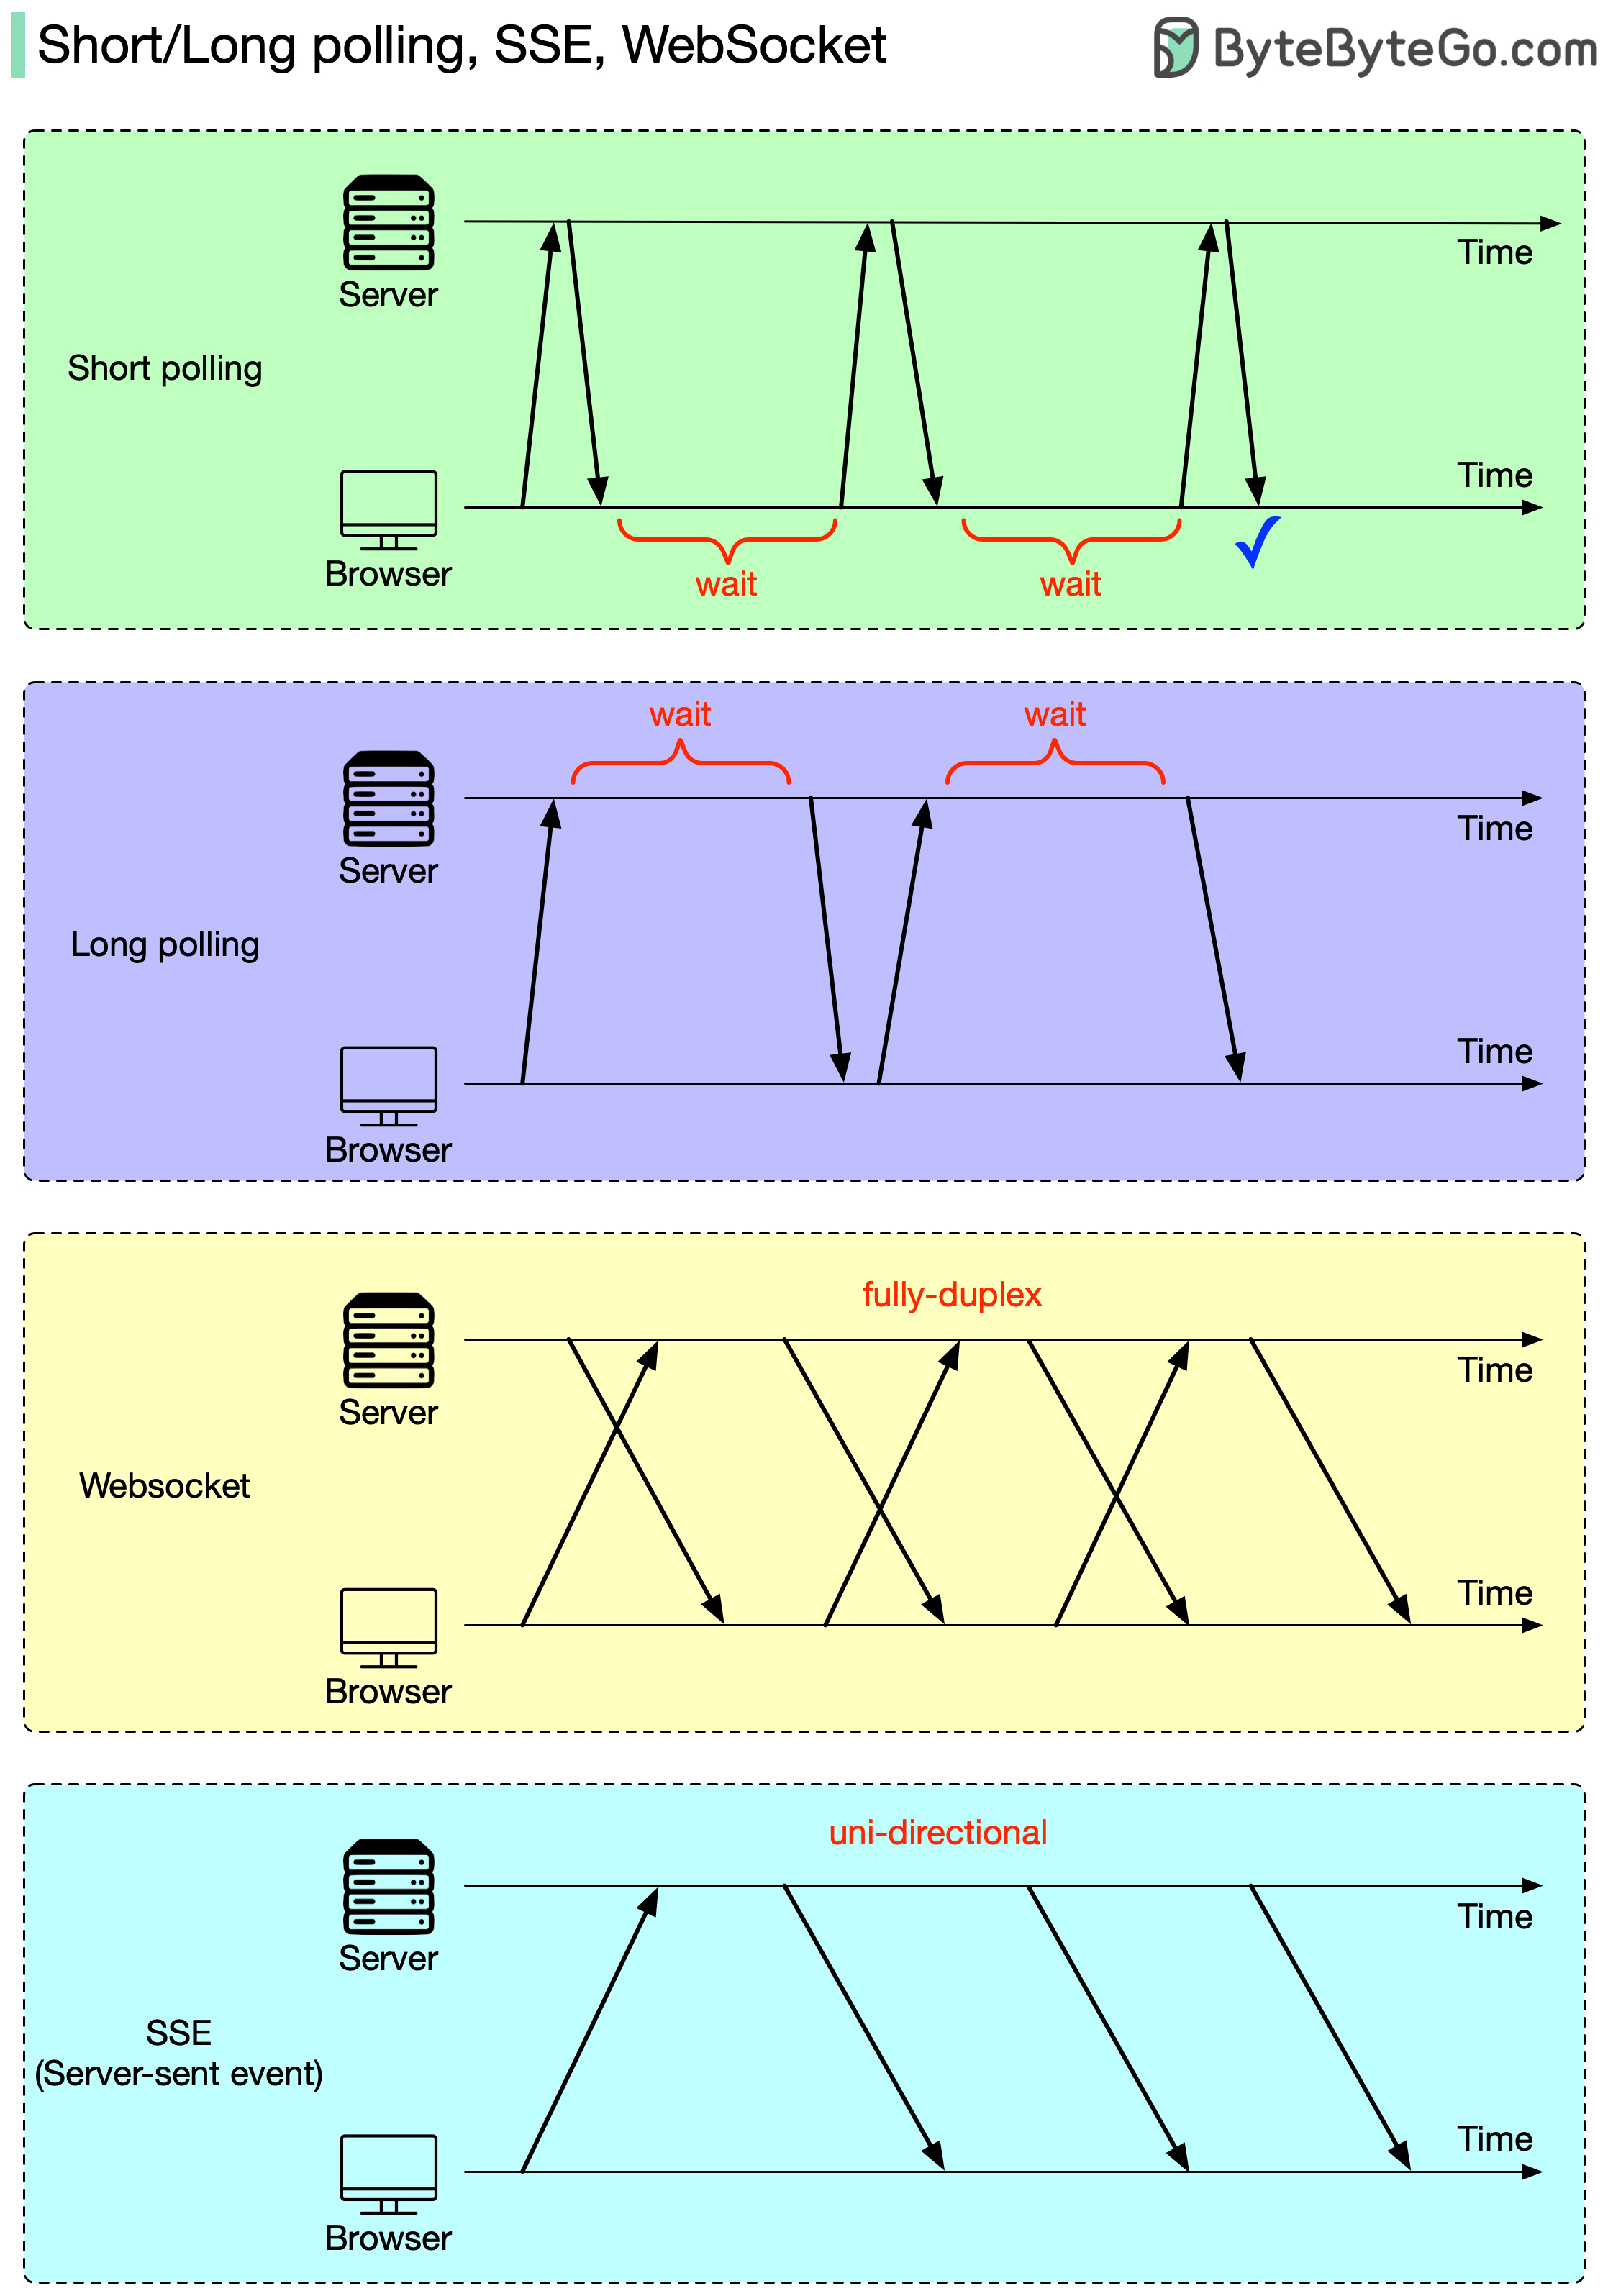 Short/Long polling, SSE, WebSocket
ByteByteGo.com
Server
Time
Short polling
Time
Browser
wait
wait
wait
wait
Server
Time
Long polling
Time
Browser
fully-duplex
Server
Time
Websocket
Time
Browser
uni-directional
Server
Time
SSE
(Server-sent event)
Time
Browser